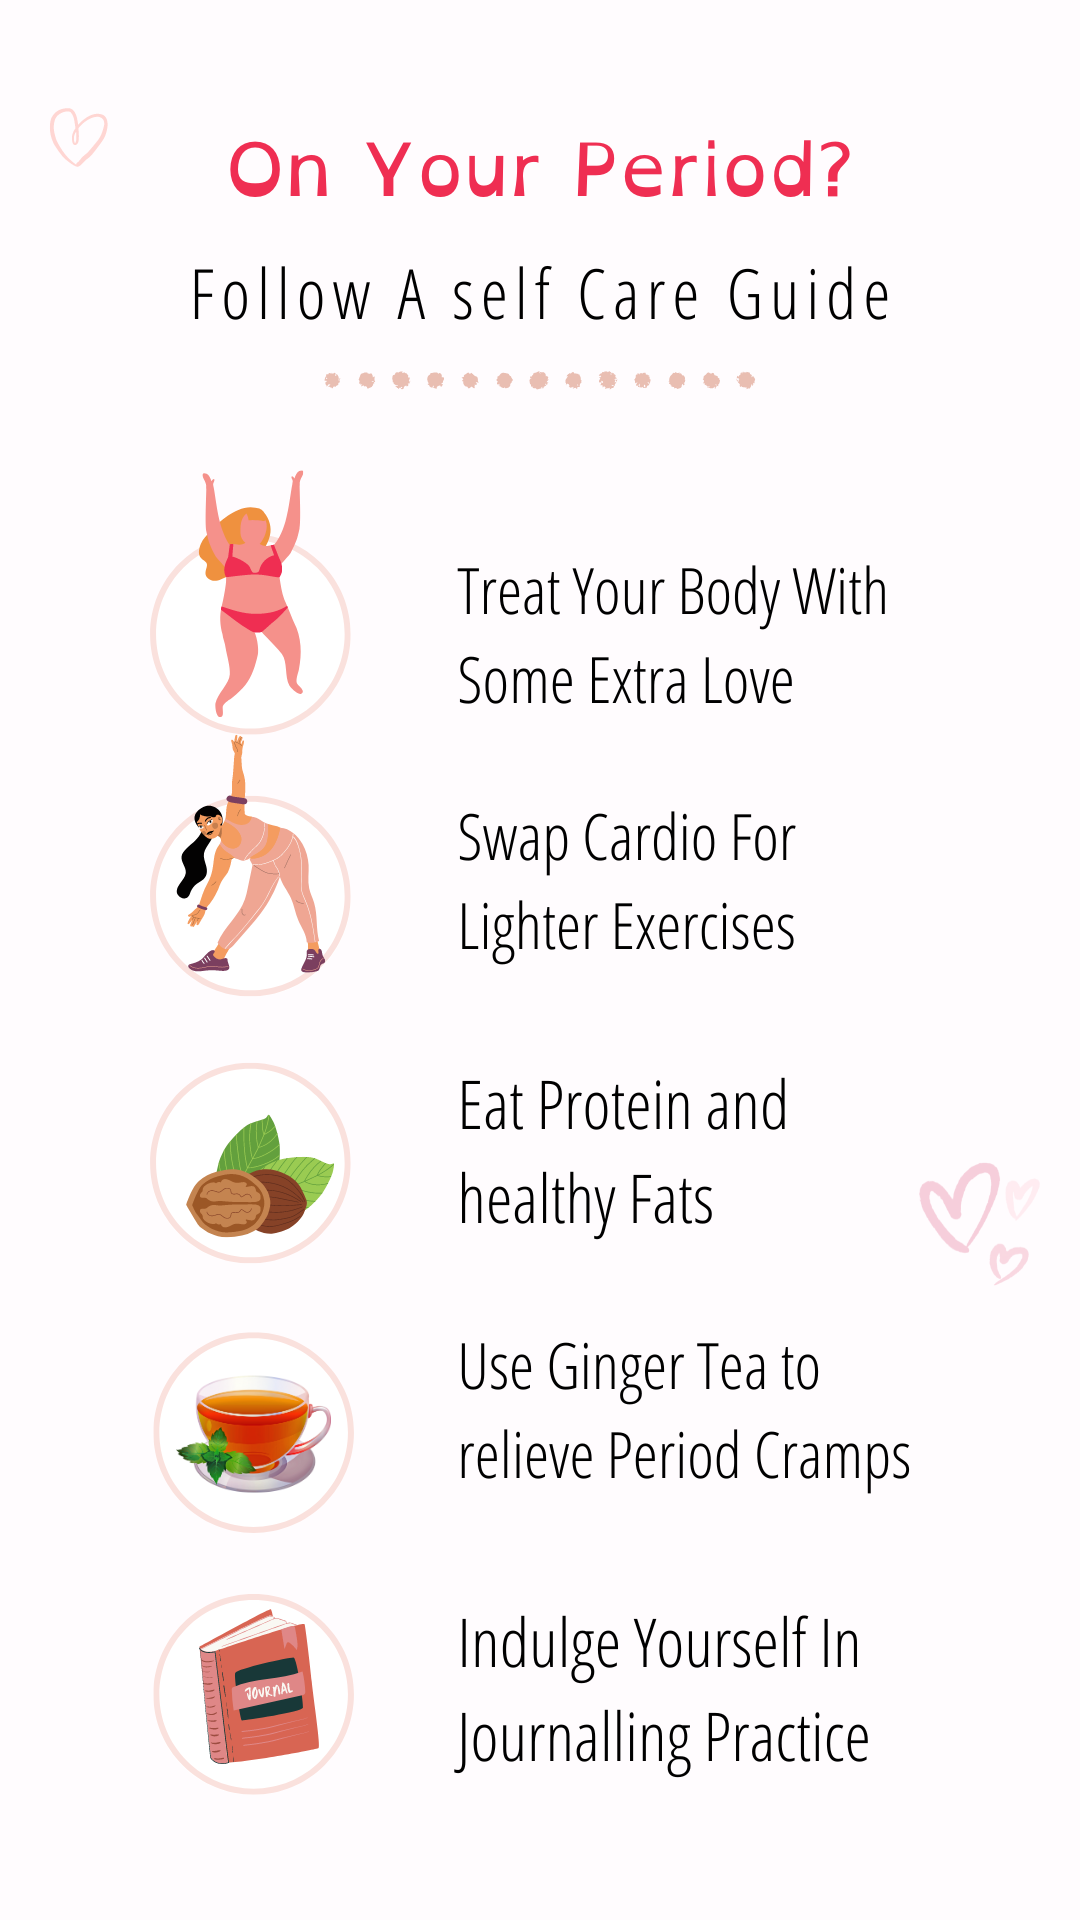 On Your Period?
Follow A self Care Guide
Treat Your Body With
Some Extra Love
Swap Cardio For
Lighter Exercises
Eat Protein and
healthy Fats
Use Ginger Tea to
relieve Period Cramps
JOURNAL
Indulge Yourself In
Journalling Practice